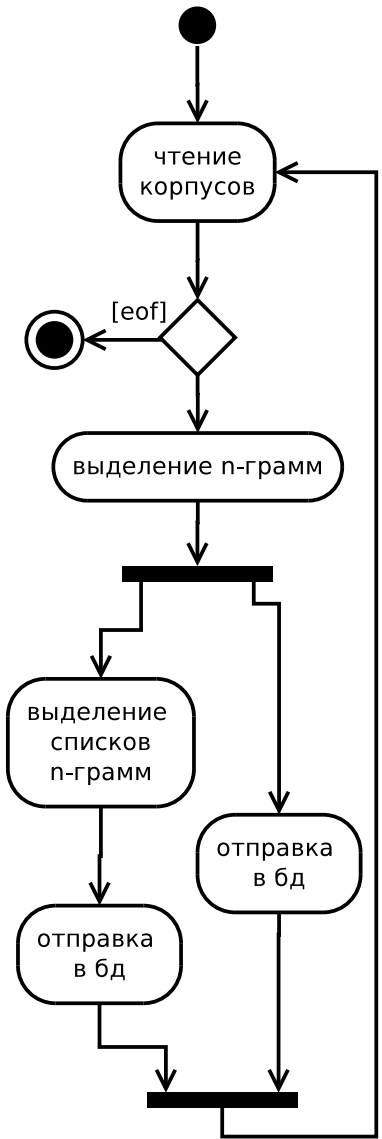 чтение
корпусов
[eof]
выделение n-грамм
выделение
списков
n-грамм
отправка
в бд
отправка
в бд